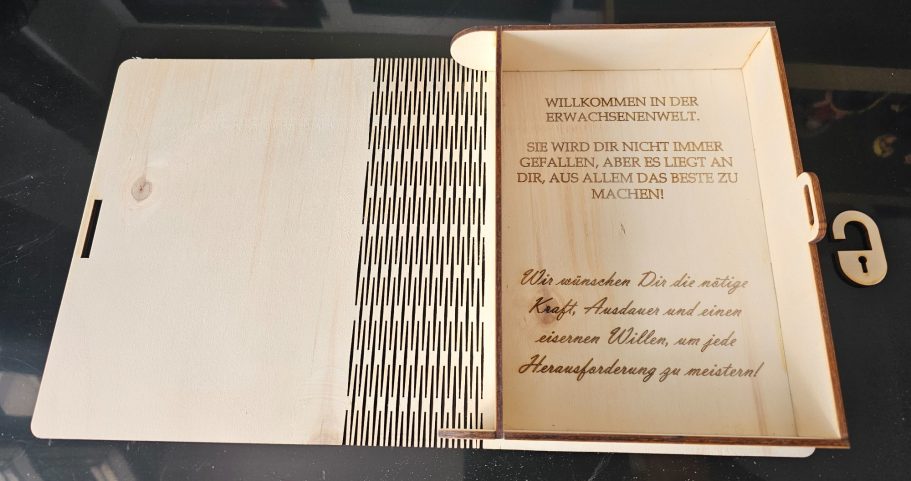 WILLKOMMEN IN DER
ERWACHSENENWELT.
SIE WIRD DIR NICHT IMMER
GEFALLEN, ABER ES LIEGT AN
DIR, AUS ALLEM DAS BESTE ZU
MACHEN!
Wir wünschen Dir die nötige
Kraft, Ausdauer und einen
eisernen Willen, um jede
Herausforderung zu meistern!